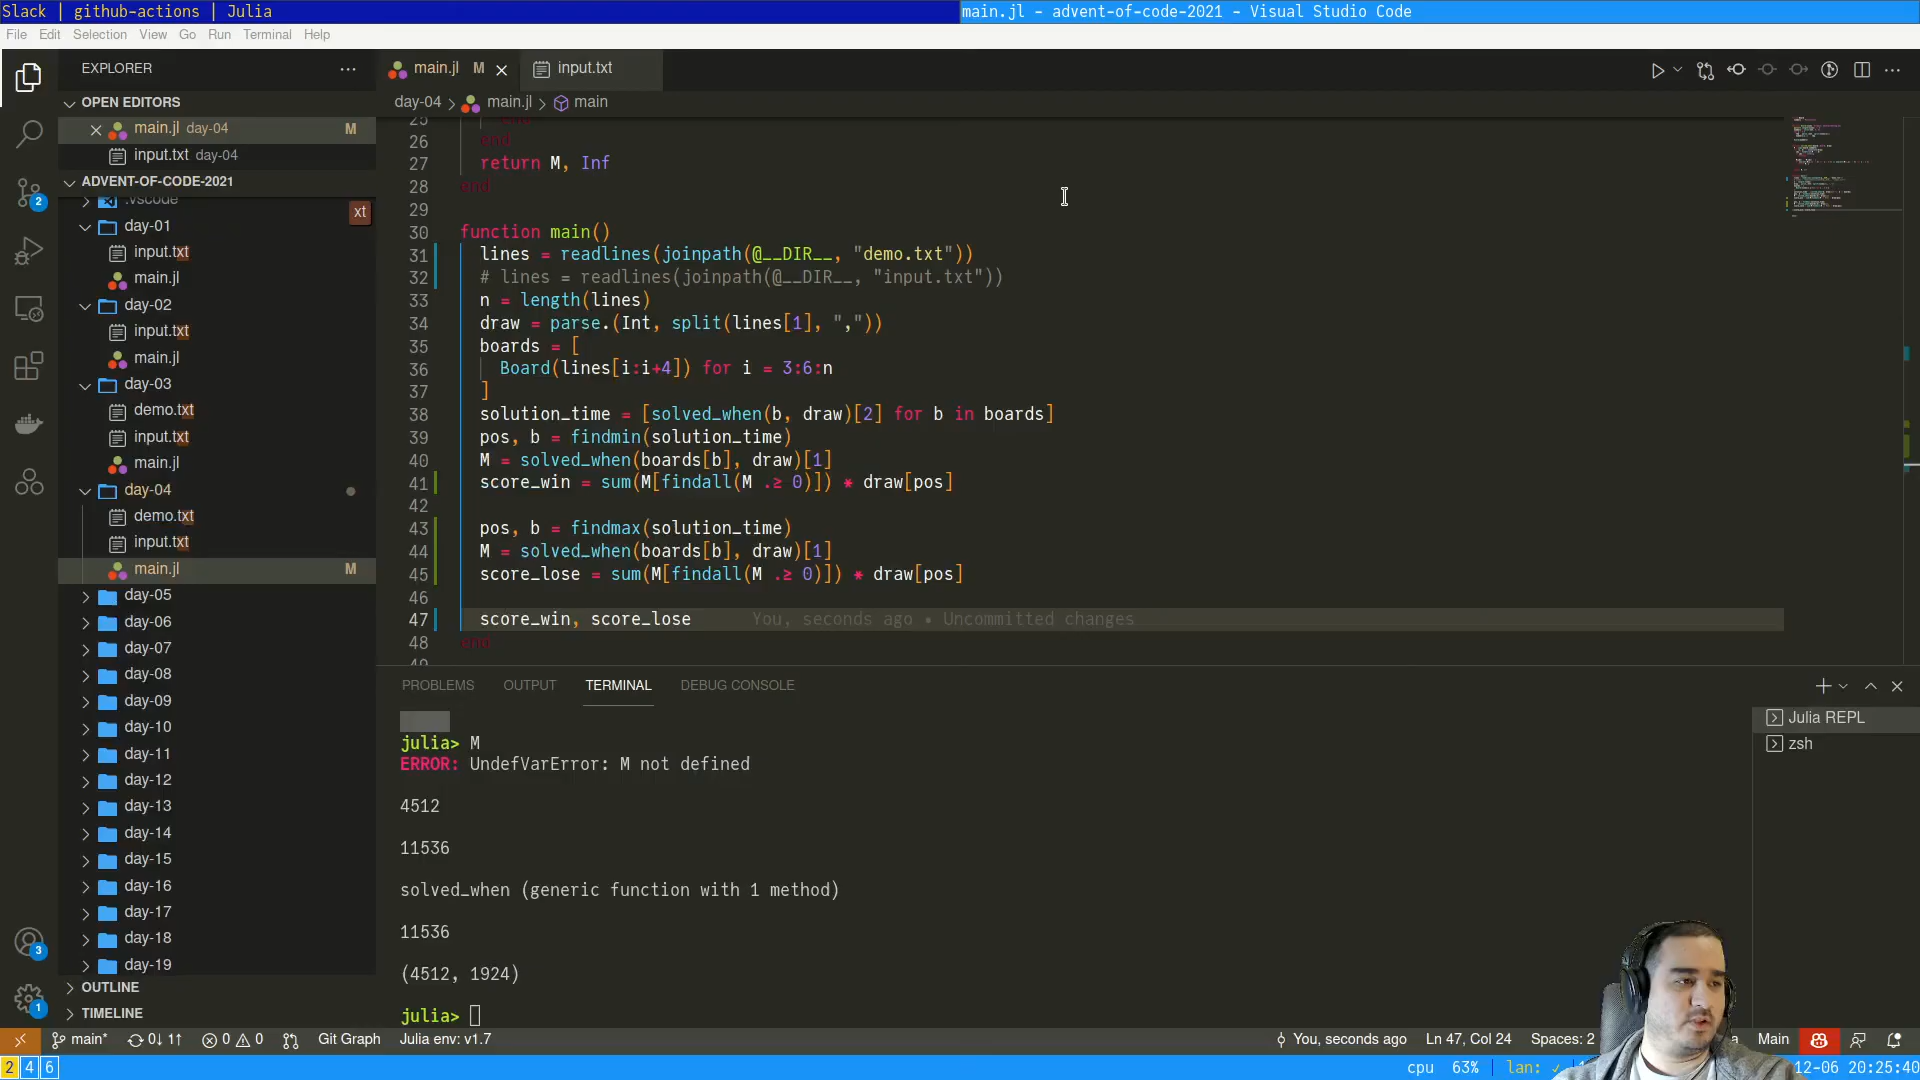 Slack | github-actions | Julia
main.jl - advent-of-code-2021 - Visual Studio Code
File Edit Selection View Go Run Terminal Help
EXPLORER
OPEN EDITORS
main.jl day-04 M
input.txt day-04
ADVENT-OF-CODE-2021
.vscode
xt
day-01
input.txt
main.jl
day-02
input.txt
main.jl
day-03
demo.txt
input.txt
main.jl
day-04
demo.txt
input.txt
main.jl M
day-05
day-06
day-07
day-08
day-09
day-10
day-11
day-12
day-13
day-14
day-15
day-16
day-17
day-18
day-19
OUTLINE
TIMELINE
2
3
1
main.jl M input.txt
day-04 main.jl main
25
26 end
27 return M, Inf
28 end
29
30 function main()
31 lines = readlines(joinpath(@__DIR__, "demo.txt"))
32 # lines = readlines(joinpath(@__DIR__, "input.txt"))
33 n = length(lines)
34 draw = parse.(Int, split(lines[1], ","))
35 boards = [
36 Board(lines[i:i+4]) for i = 3:6:n
37 ]
38 solution_time = [solved_when(b, draw)[2] for b in boards]
39 pos, b = findmin(solution_time)
40 M = solved_when(boards[b], draw)[1]
41 score_win = sum(M[findall(M .≥ 0)]) * draw[pos]
42
43 pos, b = findmax(solution_time)
44 M = solved_when(boards[b], draw)[1]
45 score_lose = sum(M[findall(M .≥ 0)]) * draw[pos]
46
47 score_win, score_lose You, seconds ago • Uncommitted changes
48 end
49
PROBLEMS OUTPUT TERMINAL DEBUG CONSOLE
Julia REPL
zsh
julia> M
ERROR: UndefVarError: M not defined
4512
11536
solved_when (generic function with 1 method)
11536
(4512, 1924)
julia>
main* 0↓ 1↑ 0 0 Git Graph Julia env: v1.7 You, seconds ago Ln 47, Col 24 Spaces: 2 Main
2 4 6 cpu 63% | lan: ✓ 12-06 20:25:40